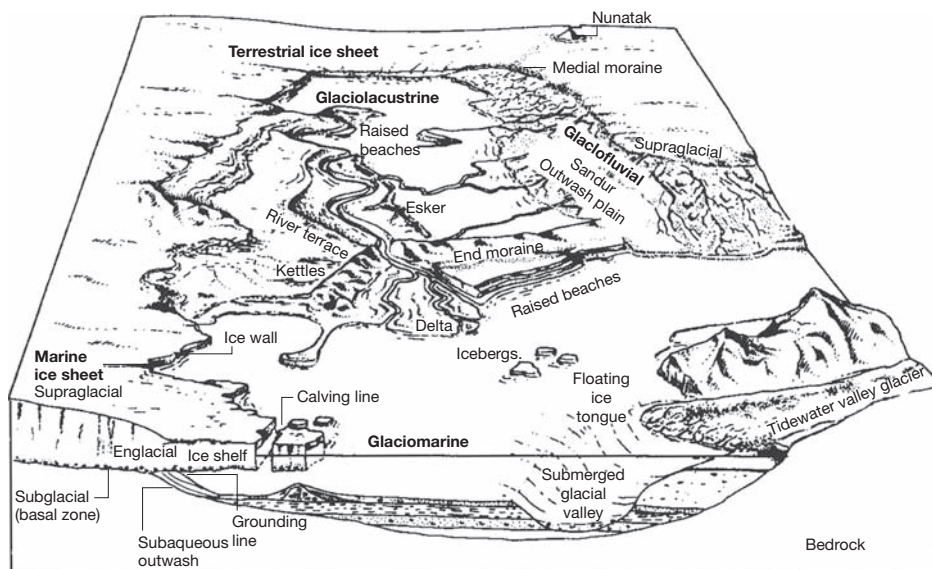 Nunatak
Terrestrial ice sheet
Medial moraine
Glaciolacustrine
Raised
beaches
Glaclofluvial
Supraglacial
Sandur
Outwash plain
Esker
River terrace
End moraine
Kettles
Raised beaches
Delta
Ice wall
Icebergs.
Marine
ice sheet
Supraglacial
Floating
ice
tongue
Calving line
Tidewater valley glacier
Glaciomarine
Englacial
Ice shelf
Submerged
glacial
valley
Subglacial
(basal zone)
Grounding
line
Subaqueous
outwash
Bedrock